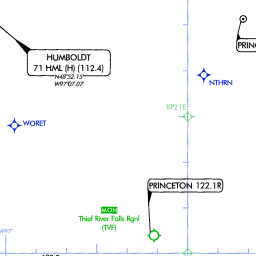 HUMBOLDT
71 HML (H) (112.4)
N48°52.15'
W97°07.07'
PRINC
NTHRN
KP21E
WORET
PRINCETON 122.1R
MON
Thief River Falls Rgnl
(TVF)
W97°